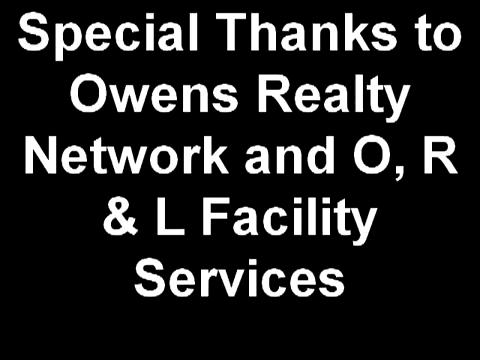 Special Thanks to
Owens Realty
Network and O, R
& L Facility
Services